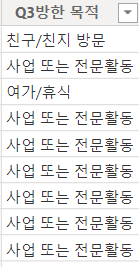 Q3방한 목적
친구/친지 방문
사업 또는 전문활동
여가/휴식
사업 또는 전문활동
사업 또는 전문활동
사업 또는 전문활동
사업 또는 전문활동
사업 또는 전문활동
사업 또는 전문활동